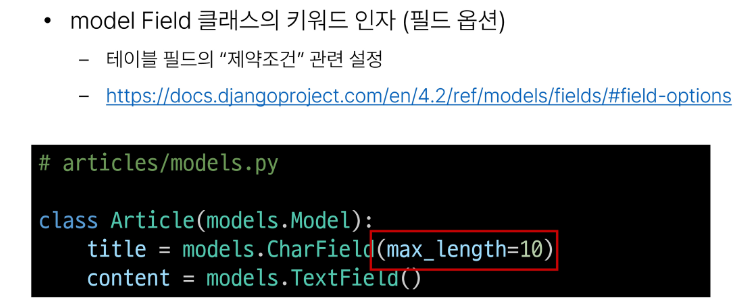 • model Field 클래스의 키워드 인자 (필드 옵션)
– 테이블 필드의 “제약조건” 관련 설정
– https://docs.djangoproject.com/en/4.2/ref/models/fields/#field-options
# articles/models.py
class Article(models.Model):
    title = models.CharField(max_length=10)
    content = models.TextField()